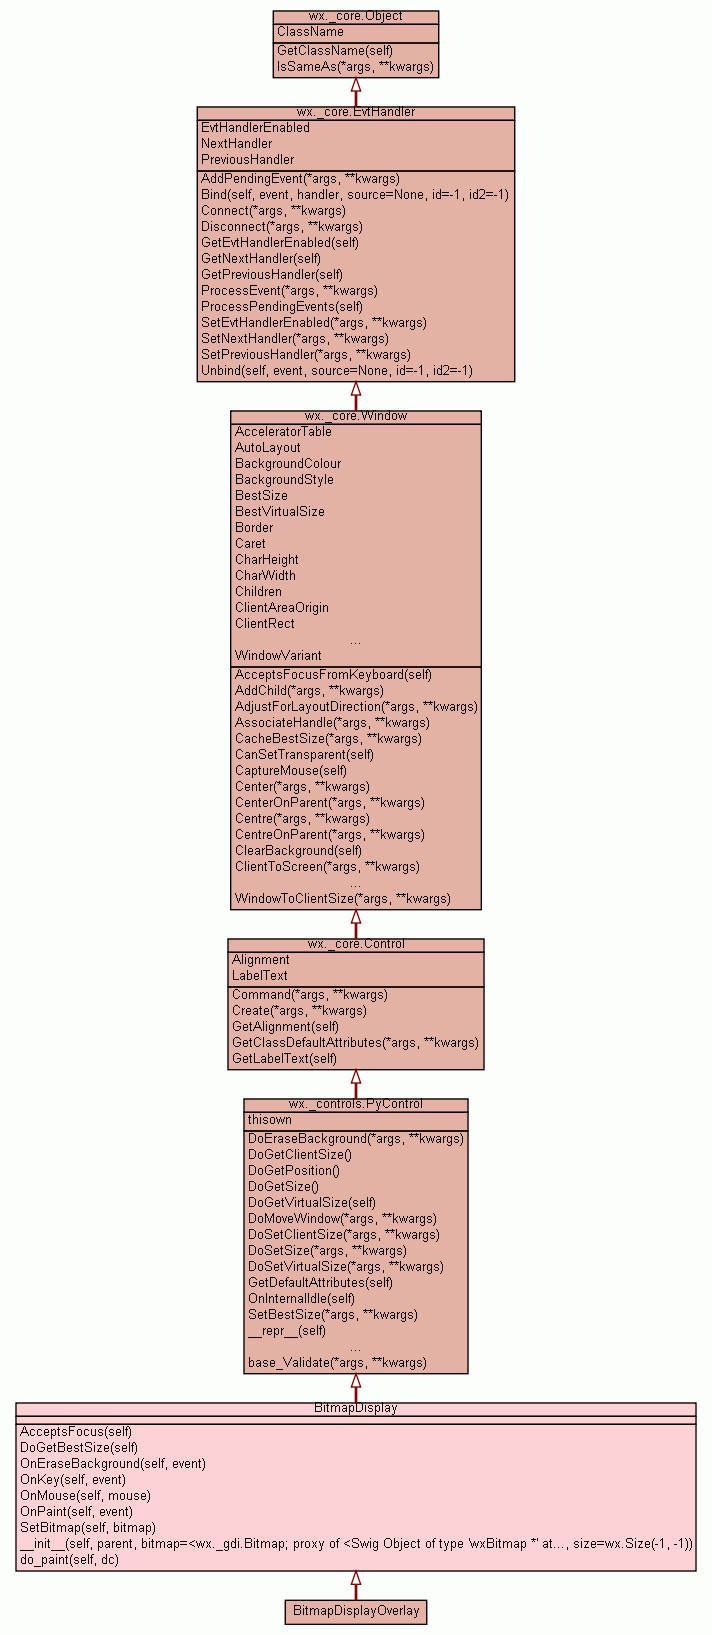 wx._core.Object
ClassName
GetClassName(self)
IsSameAs(*args, **kwargs)
wx._core.EvtHandler
EvtHandlerEnabled
NextHandler
PreviousHandler
AddPendingEvent(*args, **kwargs)
Bind(self, event, handler, source=None, id=-1, id2=-1)
Connect(*args, **kwargs)
Disconnect(*args, **kwargs)
GetEvtHandlerEnabled(self)
GetNextHandler(self)
GetPreviousHandler(self)
ProcessEvent(*args, **kwargs)
ProcessPendingEvents(self)
SetEvtHandlerEnabled(*args, **kwargs)
SetNextHandler(*args, **kwargs)
SetPreviousHandler(*args, **kwargs)
Unbind(self, event, source=None, id=-1, id2=-1)
wx._core.Window
AcceleratorTable
AutoLayout
BackgroundColour
BackgroundStyle
BestSize
BestVirtualSize
Border
Caret
CharHeight
CharWidth
Children
ClientAreaOrigin
ClientRect
...
WindowVariant
AcceptsFocusFromKeyboard(self)
AddChild(*args, **kwargs)
AdjustForLayoutDirection(*args, **kwargs)
AssociateHandle(*args, **kwargs)
CacheBestSize(*args, **kwargs)
CanSetTransparent(self)
CaptureMouse(self)
Center(*args, **kwargs)
CenterOnParent(*args, **kwargs)
Centre(*args, **kwargs)
CentreOnParent(*args, **kwargs)
ClearBackground(self)
ClientToScreen(*args, **kwargs)
...
WindowToClientSize(*args, **kwargs)
wx._core.Control
Alignment
LabelText
Command(*args, **kwargs)
Create(*args, **kwargs)
GetAlignment(self)
GetClassDefaultAttributes(*args, **kwargs)
GetLabelText(self)
wx._controls.PyControl
thisown
DoEraseBackground(*args, **kwargs)
DoGetClientSize()
DoGetPosition()
DoGetSize()
DoGetVirtualSize(self)
DoMoveWindow(*args, **kwargs)
DoSetClientSize(*args, **kwargs)
DoSetSize(*args, **kwargs)
DoSetVirtualSize(*args, **kwargs)
GetDefaultAttributes(self)
OnInternalIdle(self)
SetBestSize(*args, **kwargs)
__repr__(self)
...
base_Validate(*args, **kwargs)
BitmapDisplay
AcceptsFocus(self)
DoGetBestSize(self)
OnEraseBackground(self, event)
OnKey(self, event)
OnMouse(self, mouse)
OnPaint(self, event)
SetBitmap(self, bitmap)
__init__(self, parent, bitmap=<wx._gdi.Bitmap; proxy of <Swig Object of type 'wxBitmap *' at..., size=wx.Size(-1, -1))
do_paint(self, dc)
BitmapDisplayOverlay